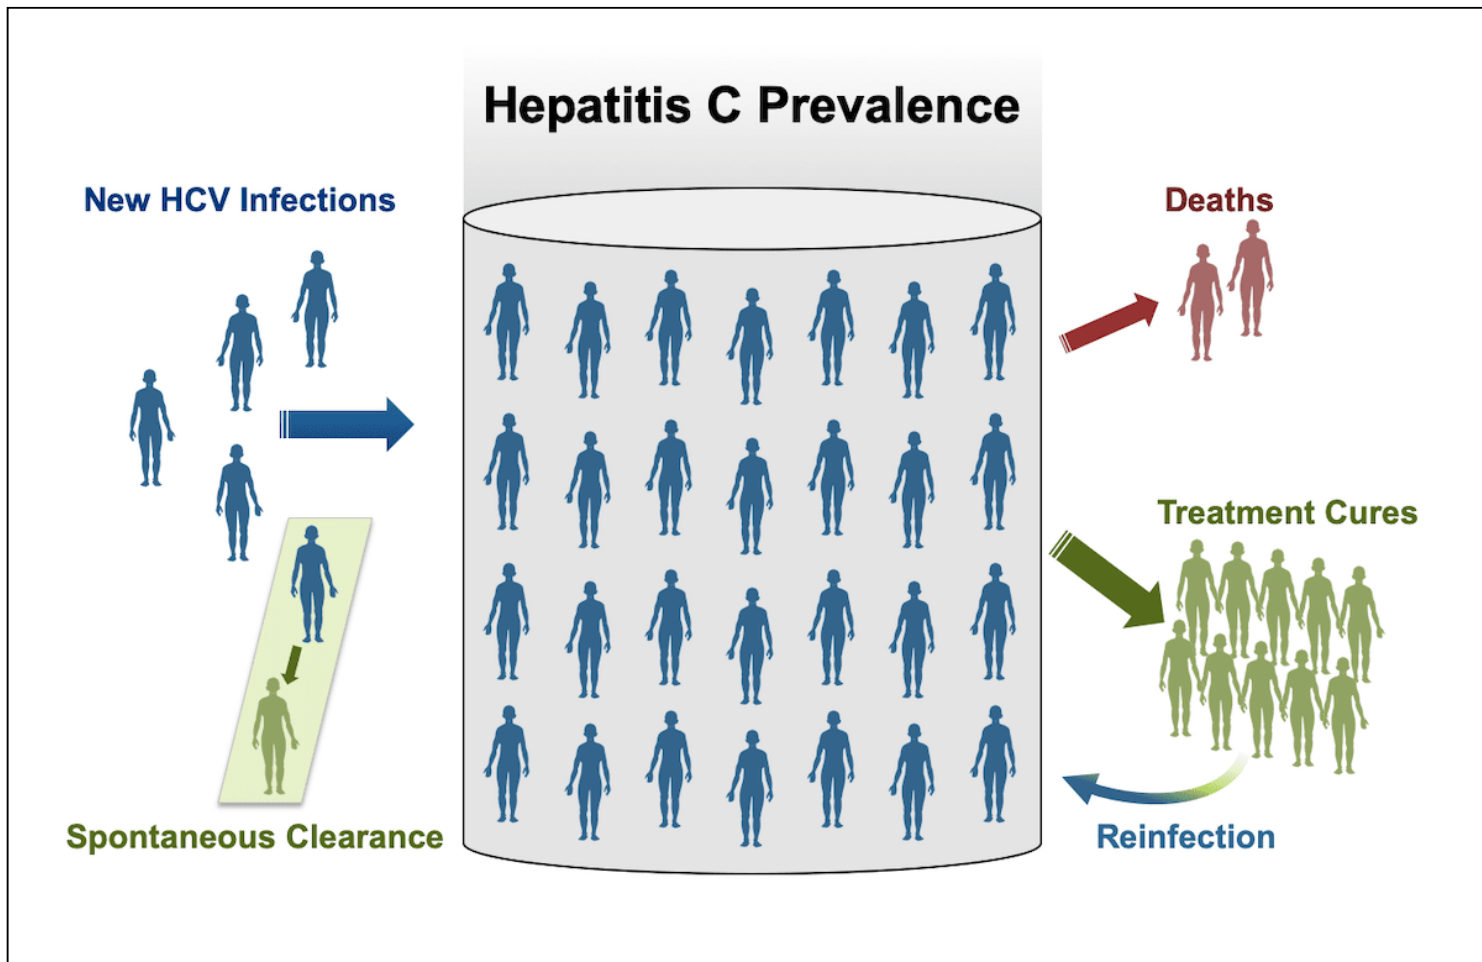 Hepatitis C Prevalence
New HCV Infections
Deaths
Treatment Cures
Spontaneous Clearance
Reinfection